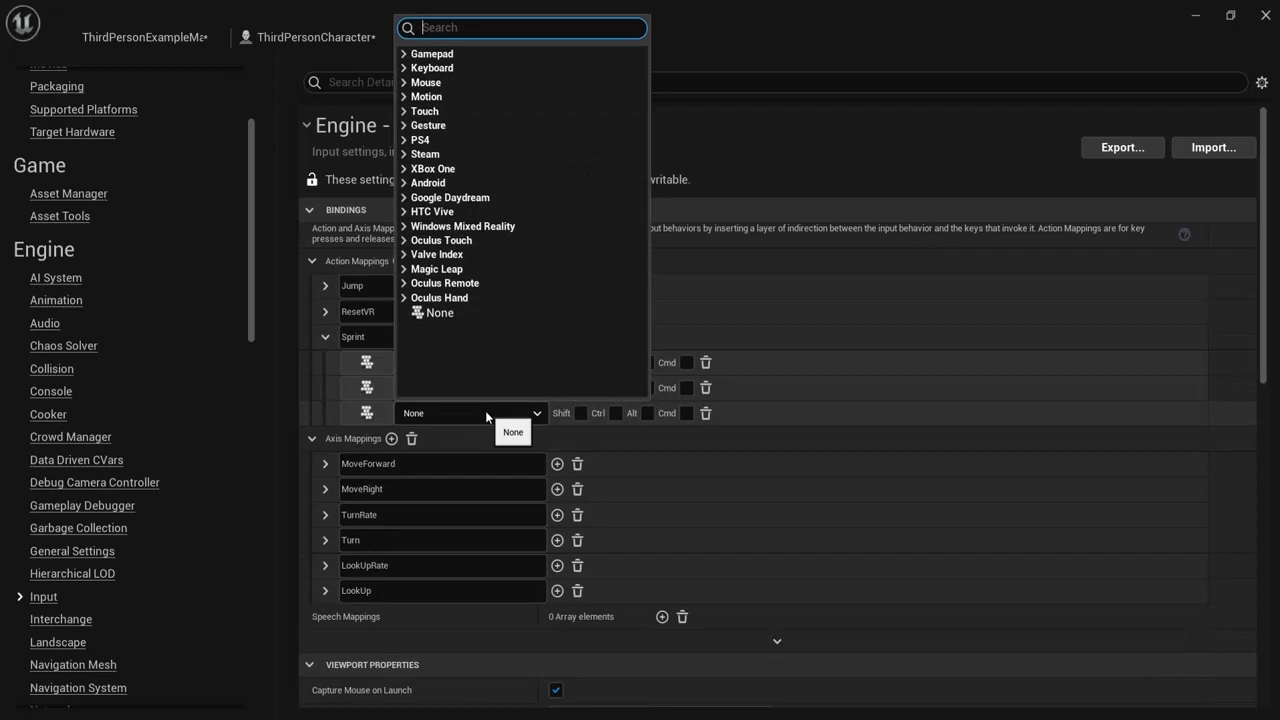 ThirdPersonExampleMa*
ThirdPersonCharacter*
Search
Packaging
Supported Platforms
Target Hardware
Game
Asset Manager
Asset Tools
Engine
AI System
Animation
Audio
Chaos Solver
Collision
Console
Cooker
Crowd Manager
Data Driven CVars
Debug Camera Controller
Gameplay Debugger
Garbage Collection
General Settings
Hierarchical LOD
Input
Interchange
Landscape
Navigation Mesh
Navigation System
Gamepad
Keyboard
Mouse
Motion
Touch
Gesture
PS4
Steam
XBox One
Android
Google Daydream
HTC Vive
Windows Mixed Reality
Oculus Touch
Valve Index
Magic Leap
Oculus Remote
Oculus Hand
None
Search Deta
Engine -
Export... Import...
Input settings, in
These setting writable.
BINDINGS
Action and Axis Mapp put behaviors by inserting a layer of indirection between the input behavior and the keys that invoke it. Action Mappings are for key
presses and releases
Action Mappings
Jump
ResetVR
Sprint
Cmd
Cmd
None Shift Ctrl Alt Cmd
None
Axis Mappings
MoveForward
MoveRight
TurnRate
Turn
LookUpRate
LookUp
Speech Mappings 0 Array elements
VIEWPORT PROPERTIES
Capture Mouse on Launch